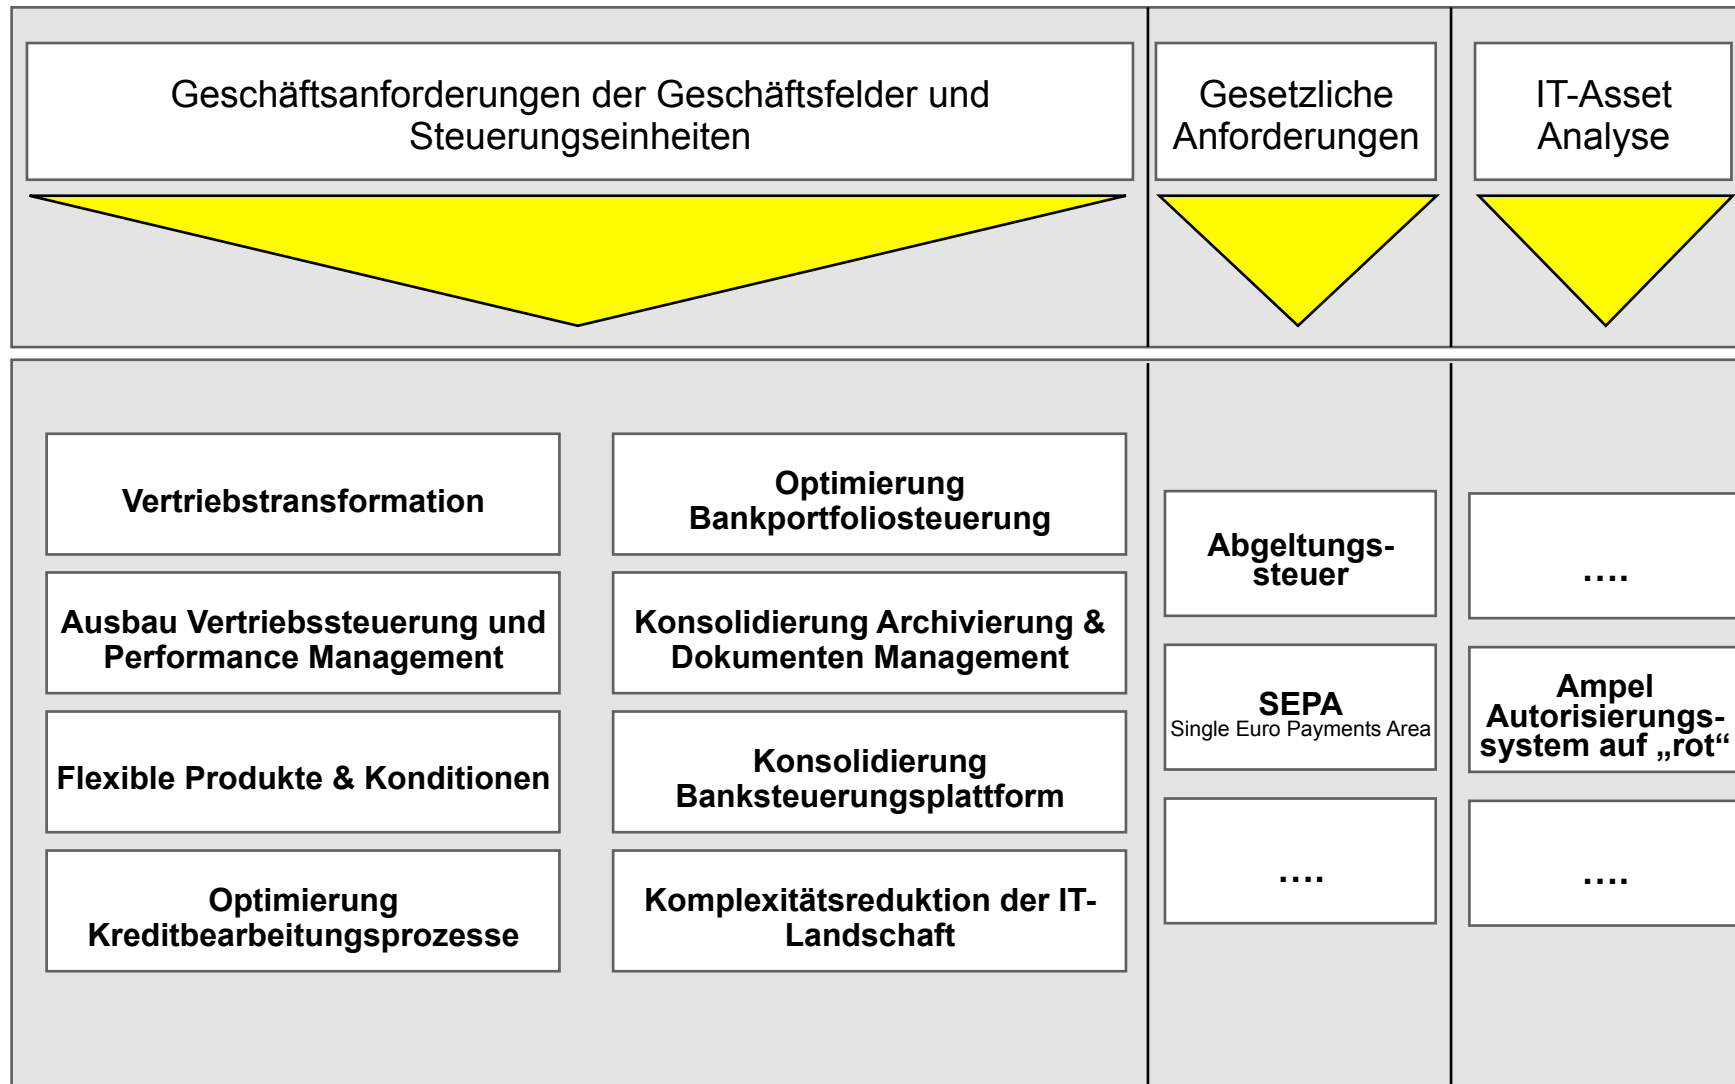 Geschäftsanforderungen der Geschäftsfelder und
Steuerungseinheiten
Gesetzliche
Anforderungen
IT-Asset
Analyse
Vertriebstransformation
Ausbau Vertriebssteuerung und
Performance Management
Flexible Produkte & Konditionen
Optimierung
Kreditbearbeitungsprozesse
Optimierung
Bankportfoliosteuerung
Konsolidierung Archivierung &
Dokumenten Management
Konsolidierung
Banksteuerungsplattform
Komplexitätsreduktion der IT-
Landschaft
Abgeltungs-
steuer
SEPA
Single Euro Payments Area
....
....
Ampel
Autorisierungs-
system auf „rot“
....